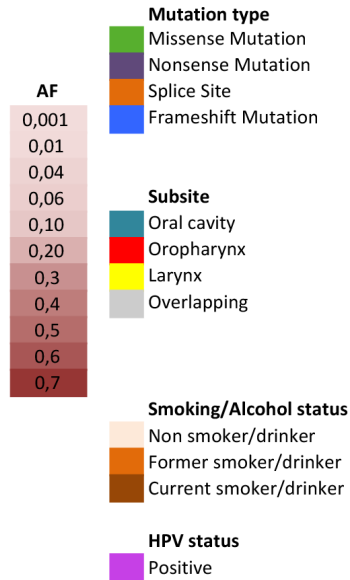 AF
0,001
0,01
0,04
0,06
0,10
0,20
0,3
0,4
0,5
0,6
0,7
Mutation type
Missense Mutation
Nonsense Mutation
Splice Site
Frameshift Mutation
Subsite
Oral cavity
Oropharynx
Larynx
Overlapping
Smoking/Alcohol status
Non smoker/drinker
Former smoker/drinker
Current smoker/drinker
HPV status
Positive